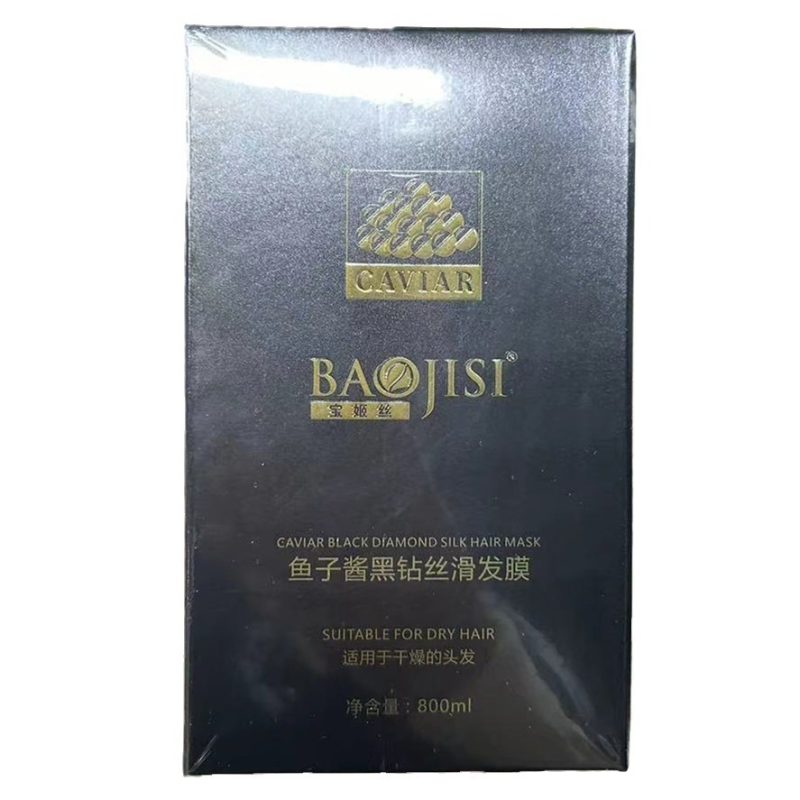 CAVIAR
BAOJISI®
宝姬丝
CAVIAR BLACK DIAMOND SILK HAIR MASK
鱼子酱黑钻丝滑发膜
SUITABLE FOR DRY HAIR
适用于干燥的头发
净含量：800ml